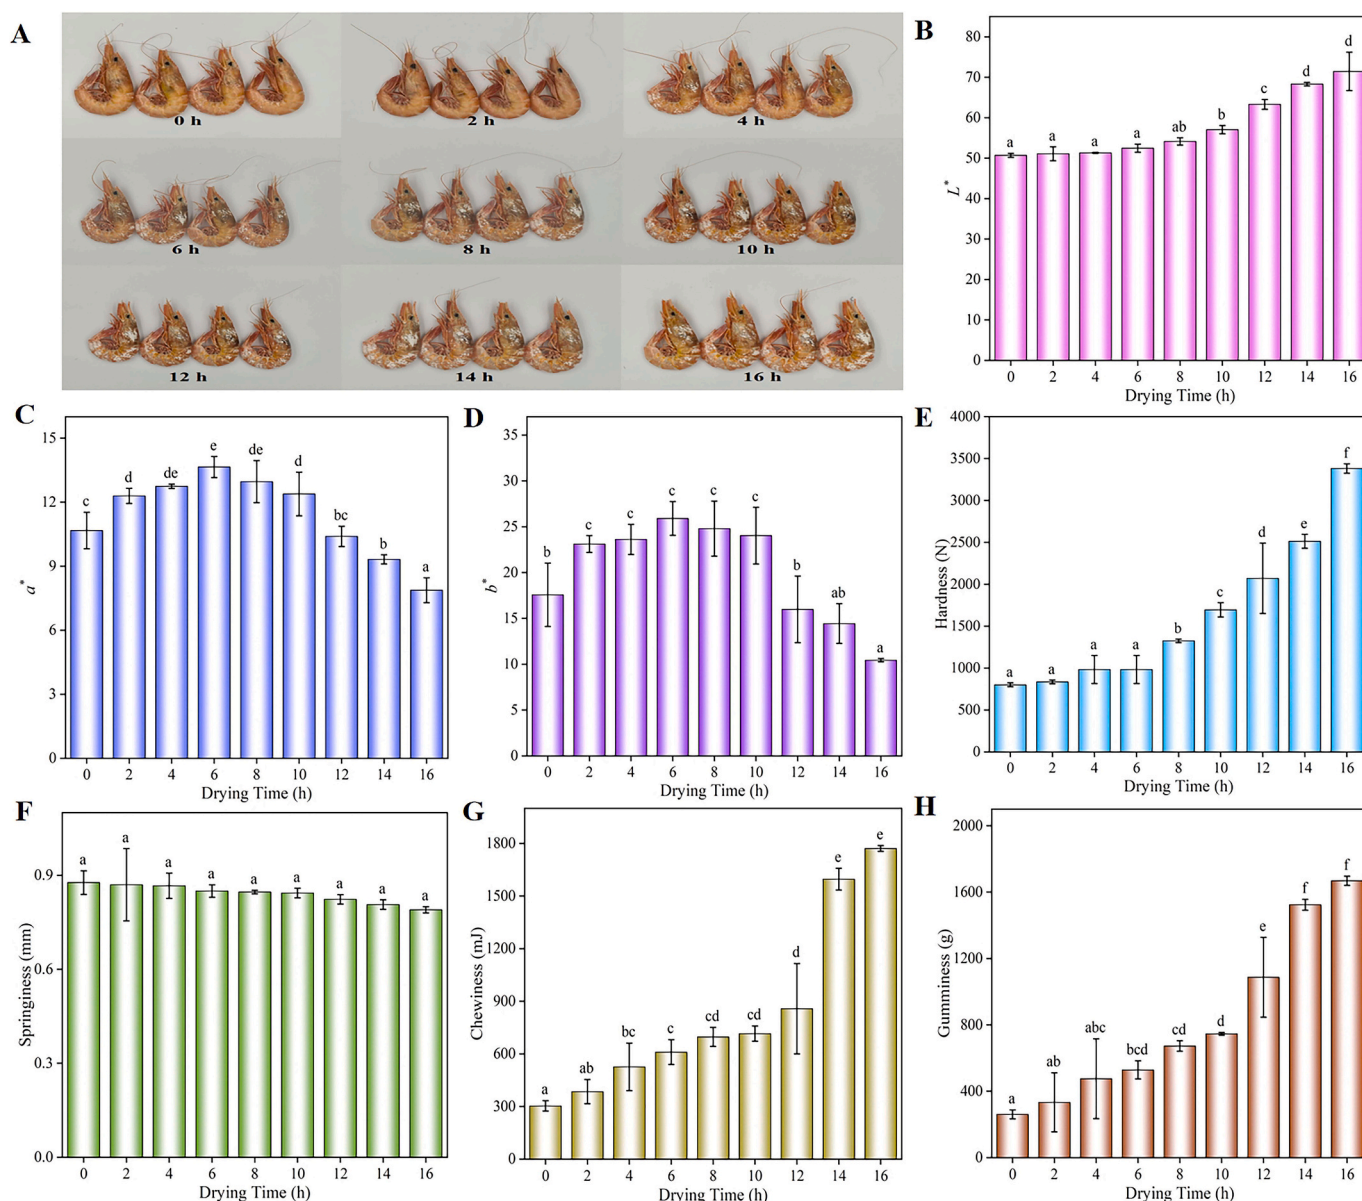 A
0 h
2 h
4 h
6 h
8 h
10 h
12 h
14 h
16 h
B
L*
80
70
60
50
40
30
20
10
0
a a a a ab b c d d
0 2 4 6 8 10 12 14 16
Drying Time (h)
C
a*
15
12
9
6
3
0
c d de e de d bc b a
0 2 4 6 8 10 12 14 16
Drying Time (h)
D
b*
35
30
25
20
15
10
5
0
b c c c c c b ab a
0 2 4 6 8 10 12 14 16
Drying Time (h)
E
Hardness (N)
4000
3500
3000
2500
2000
1500
1000
500
0
a a a a b c d e f
0 2 4 6 8 10 12 14 16
Drying Time (h)
F
Springiness (mm)
0.9
0.6
0.3
0.0
a a a a a a a a a
0 2 4 6 8 10 12 14 16
Drying Time (h)
G
Chewiness (mJ)
1800
1500
1200
900
600
300
0
a ab bc c cd cd d e e
0 2 4 6 8 10 12 14 16
Drying Time (h)
H
Gumminess (g)
2000
1600
1200
800
400
0
a ab abc bcd cd d e f f
0 2 4 6 8 10 12 14 16
Drying Time (h)